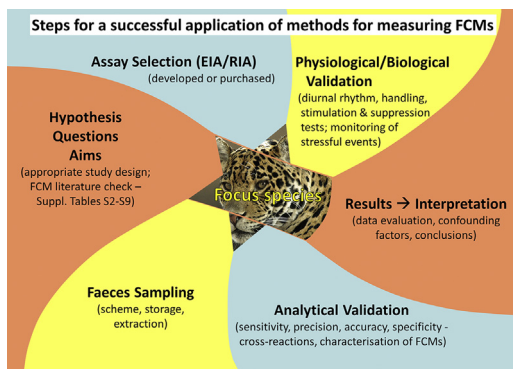 Steps for a successful application of methods for measuring FCMs
Assay Selection (EIA/RIA)
(developed or purchased)
Physiological/Biological
Validation
(diurnal rhythm, handling,
stimulation & suppression
tests; monitoring of
stressful events)
Hypothesis
Questions
Aims
(appropriate study design;
FCM literature check –
Suppl. Tables S2-S9)
Focus species
Results → Interpretation
(data evaluation, confounding
factors, conclusions)
Faeces Sampling
(scheme, storage,
extraction)
Analytical Validation
(sensitivity, precision, accuracy, specificity -
cross-reactions, characterisation of FCMs)